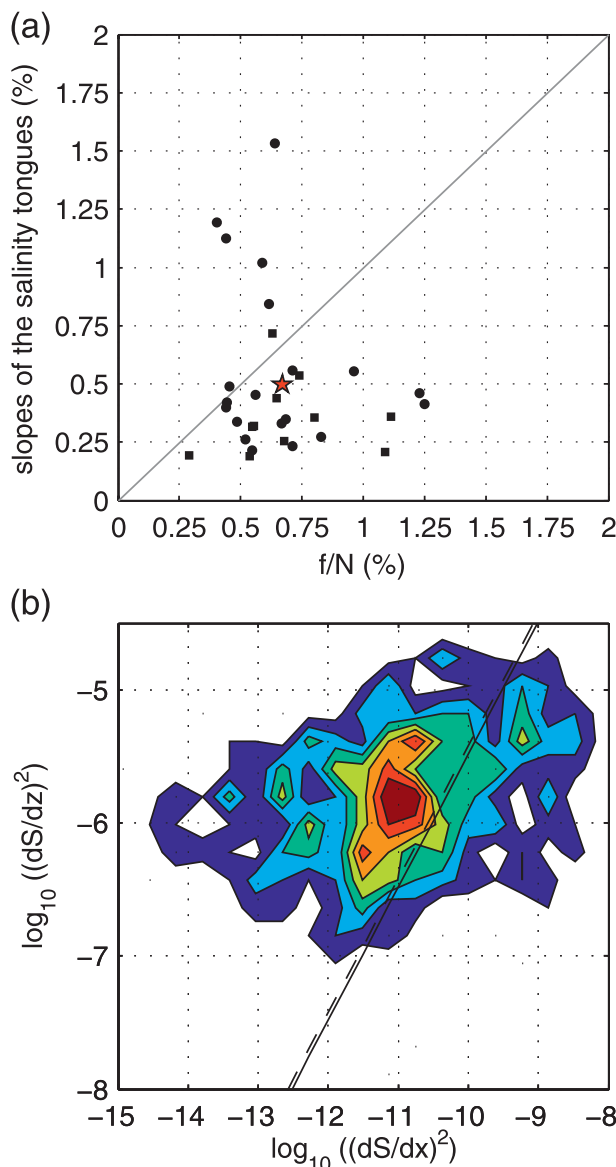 (a)
slopes of the salinity tongues (%)
2
1.75
1.5
1.25
1
0.75
0.5
0.25
0
0 0.25 0.5 0.75 1 1.25 1.5 1.75 2
f/N (%)
(b)
log10 ((dS/dz)²)
−5
−6
−7
−8
−15 −14 −13 −12 −11 −10 −9 −8
log10 ((dS/dx)²)